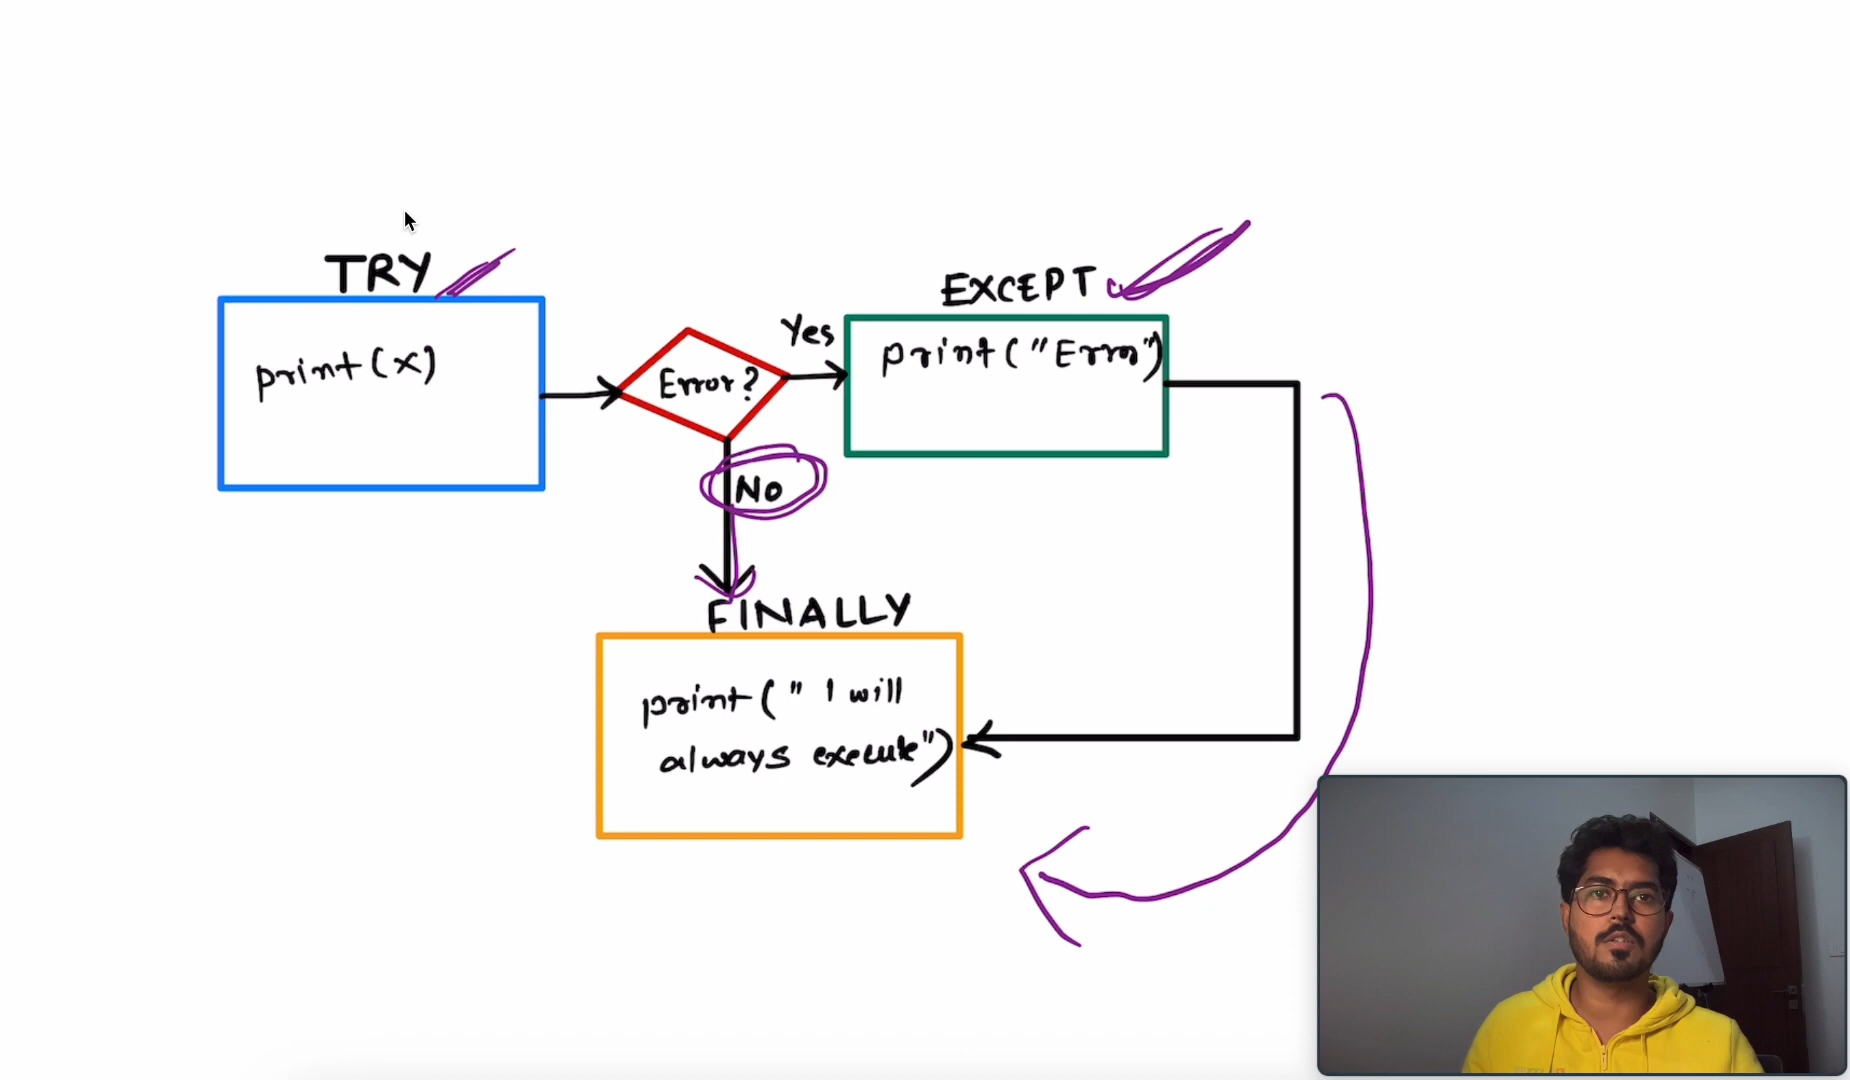 TRY
print(x)
Error?
Yes
EXCEPT
print("Error")
No
FINALLY
print(" I will
always execute")